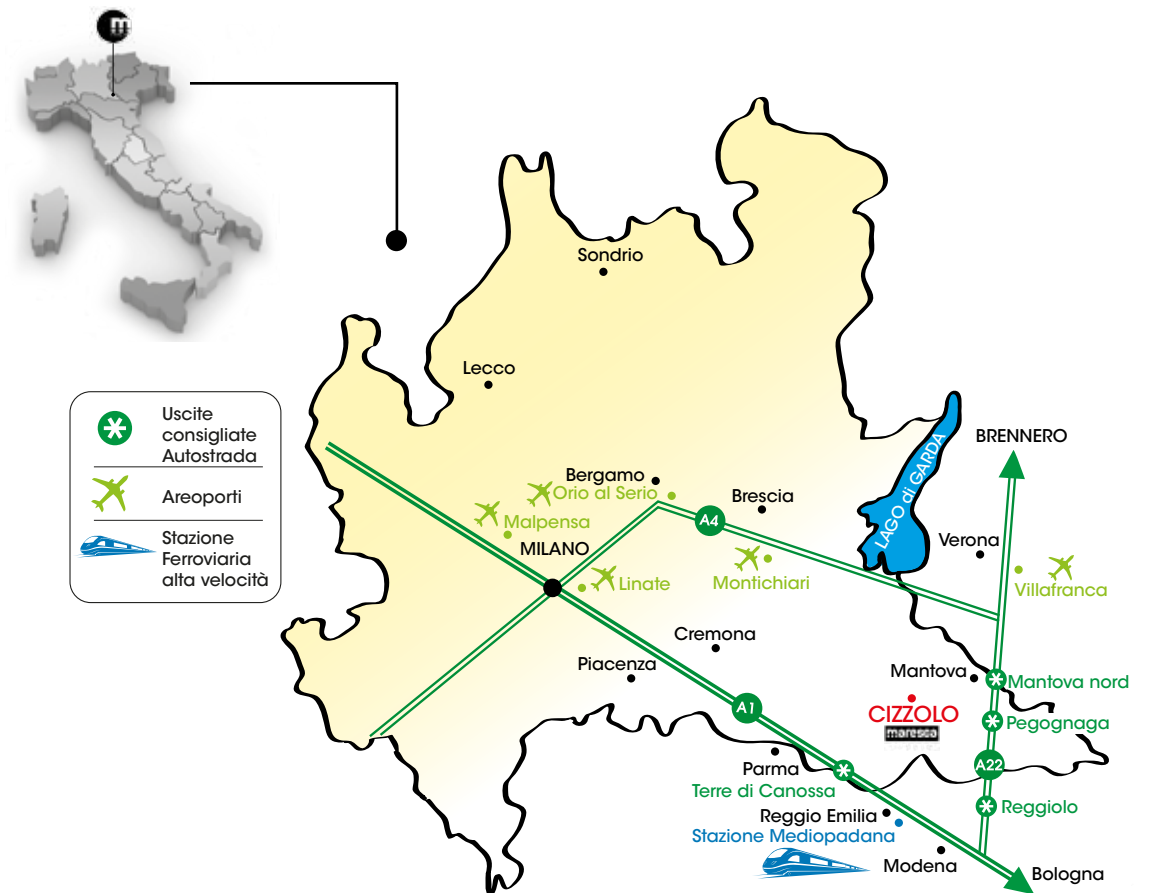 m
Sondrio
Lecco
Uscite
consigliate
Autostrada
Areoporti
Stazione
Ferroviaria
alta velocità
BRENNERO
LAGO di GARDA
Bergamo
Orio al Serio
Brescia
A4
Malpensa
MILANO
Verona
Linate
Montichiari
Villafranca
Cremona
Piacenza
Mantova
Mantova nord
A1
CIZZOLO
maresca
Pegognaga
Parma
A22
Terre di Canossa
Reggiolo
Reggio Emilia
Stazione Mediopadana
Modena
Bologna